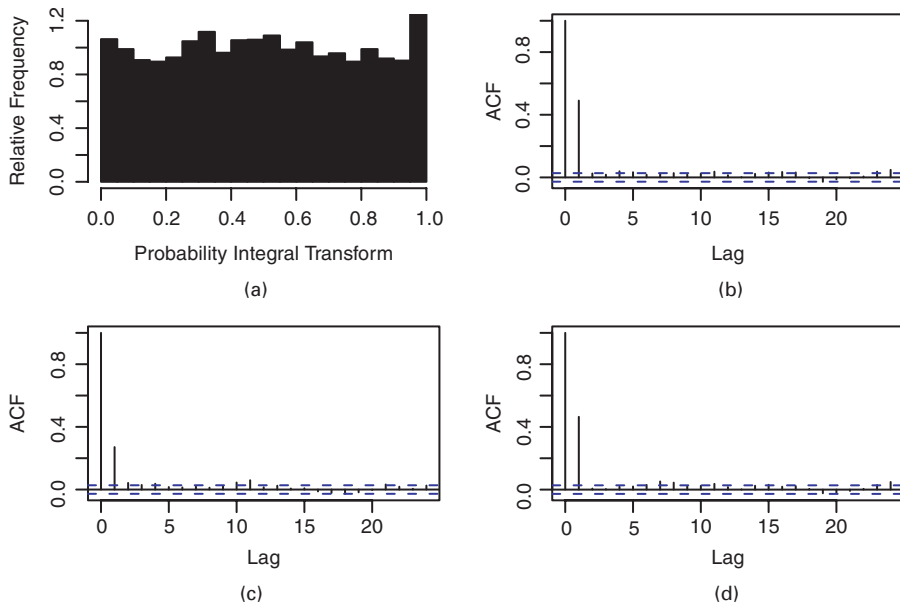 Relative Frequency
1.2
0.8
0.4
0.0
0.0 0.2 0.4 0.6 0.8 1.0
Probability Integral Transform
(a)
ACF
0.8
0.4
0.0
0 5 10 15 20
Lag
(b)
ACF
0.8
0.4
0.0
0 5 10 15 20
Lag
(c)
ACF
0.8
0.4
0.0
0 5 10 15 20
Lag
(d)